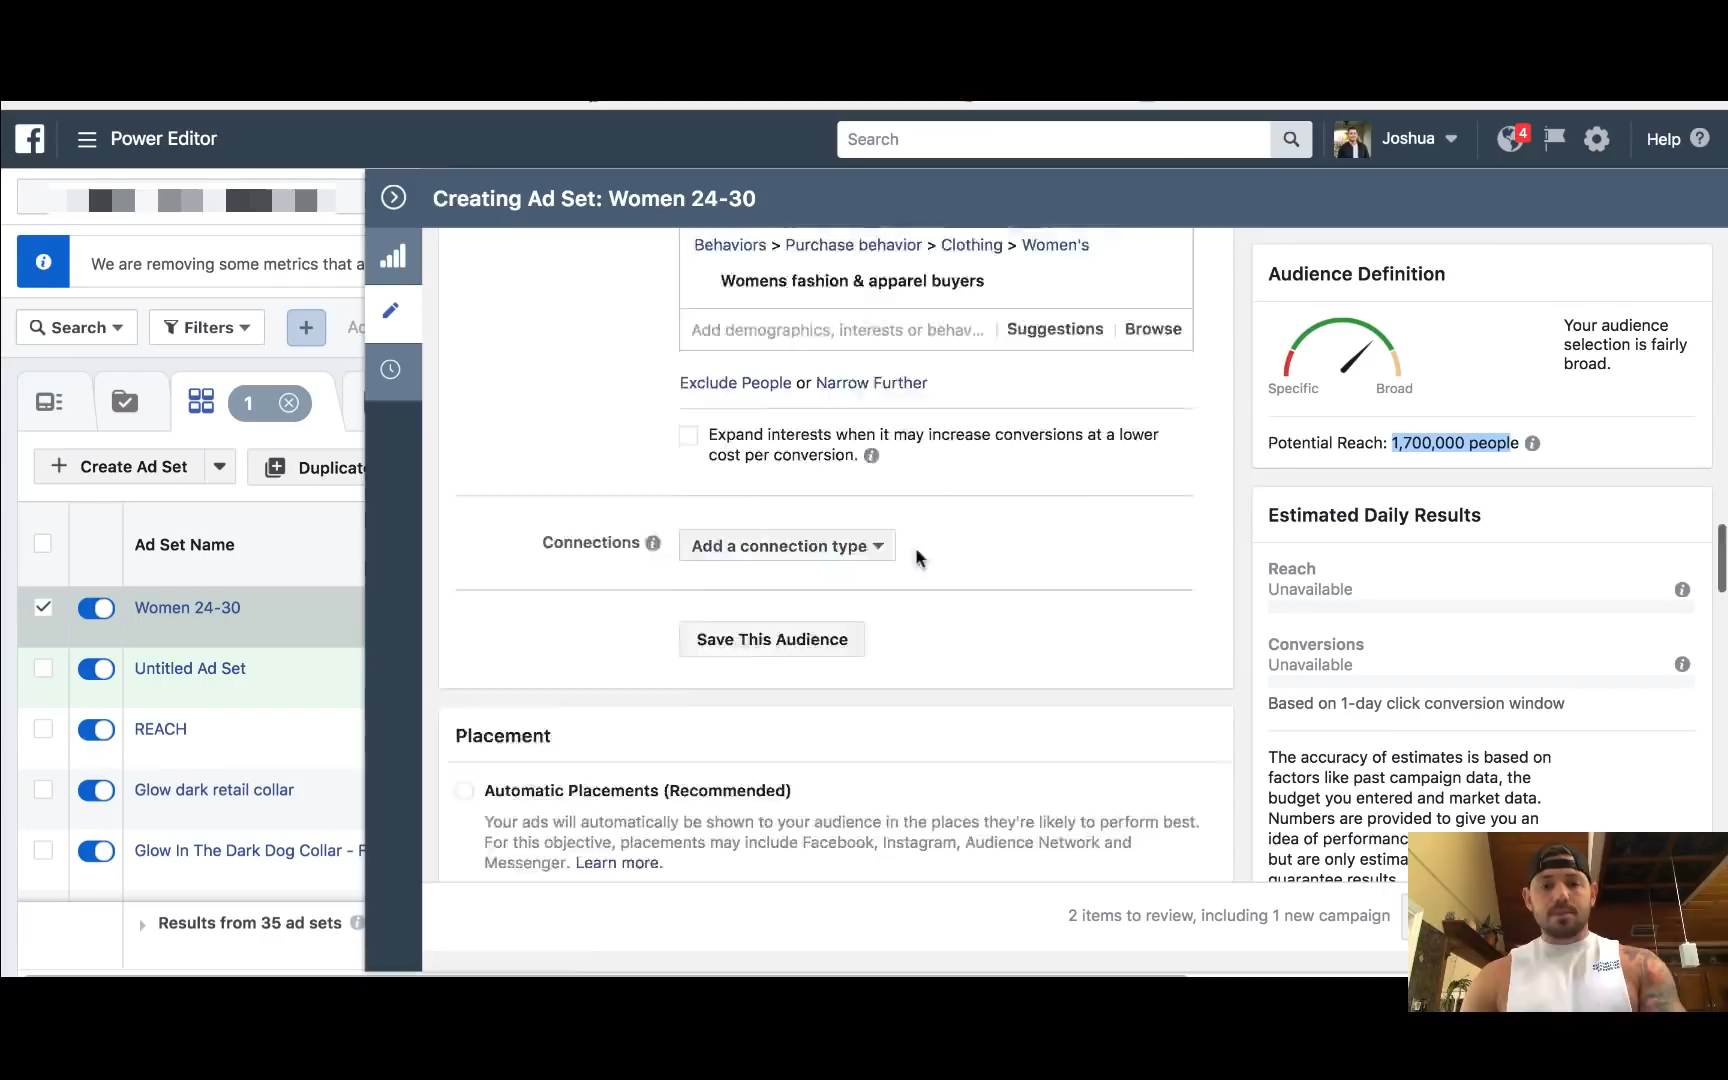 Power Editor
Search
Joshua
4
Help
Creating Ad Set: Women 24-30
We are removing some metrics that a
Search
Filters
Ad
1
Create Ad Set
Duplicate
Ad Set Name
Women 24-30
Untitled Ad Set
REACH
Glow dark retail collar
Glow In The Dark Dog Collar - F
Results from 35 ad sets
Behaviors > Purchase behavior > Clothing > Women's
Womens fashion & apparel buyers
Add demographics, interests or behav... Suggestions Browse
Exclude People or Narrow Further
Expand interests when it may increase conversions at a lower
cost per conversion.
Connections
Add a connection type
Save This Audience
Placement
Automatic Placements (Recommended)
Your ads will automatically be shown to your audience in the places they're likely to perform best.
For this objective, placements may include Facebook, Instagram, Audience Network and
Messenger. Learn more.
2 items to review, including 1 new campaign
Audience Definition
Specific
Broad
Your audience
selection is fairly
broad.
Potential Reach: 1,700,000 people
Estimated Daily Results
Reach
Unavailable
Conversions
Unavailable
Based on 1-day click conversion window
The accuracy of estimates is based on
factors like past campaign data, the
budget you entered and market data.
Numbers are provided to give you an
idea of performanc
but are only estima
guarantee results.